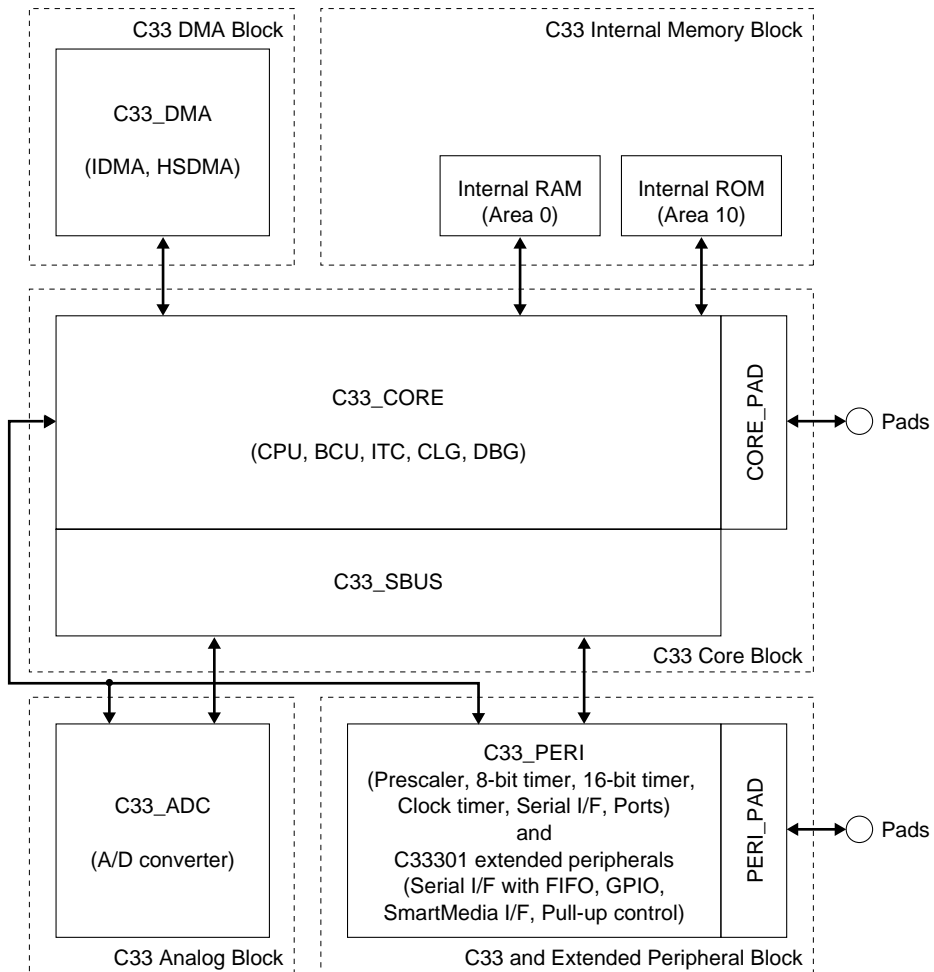 C33 DMA Block
C33 Internal Memory Block
C33_DMA
(IDMA, HSDMA)
Internal RAM
(Area 0)
Internal ROM
(Area 10)
C33_CORE
(CPU, BCU, ITC, CLG, DBG)
CORE_PAD
Pads
C33_SBUS
C33 Core Block
C33_ADC
(A/D converter)
C33_PERI
(Prescaler, 8-bit timer, 16-bit timer,
Clock timer, Serial I/F, Ports)
and
C33301 extended peripherals
(Serial I/F with FIFO, GPIO,
SmartMedia I/F, Pull-up control)
PERI_PAD
Pads
C33 Analog Block
C33 and Extended Peripheral Block